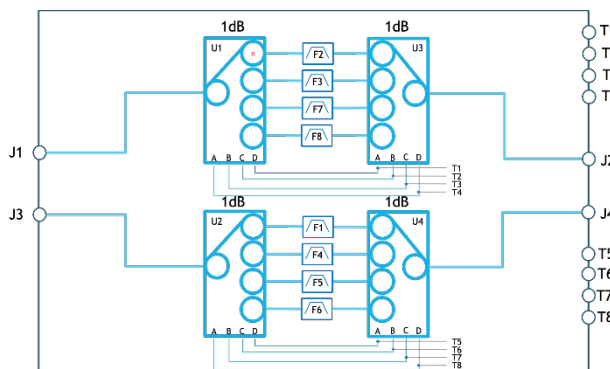 1dB
1dB
T1
U1
U3
F2
F3
F7
F8
J1
J2
A B C D
A B C D
T1
T2
T3
T4
J3
J4
1dB
1dB
U2
U4
F1
F4
F5
F6
T5
T6
T7
T8
A B C D
A B C D
T5
T6
T7
T8